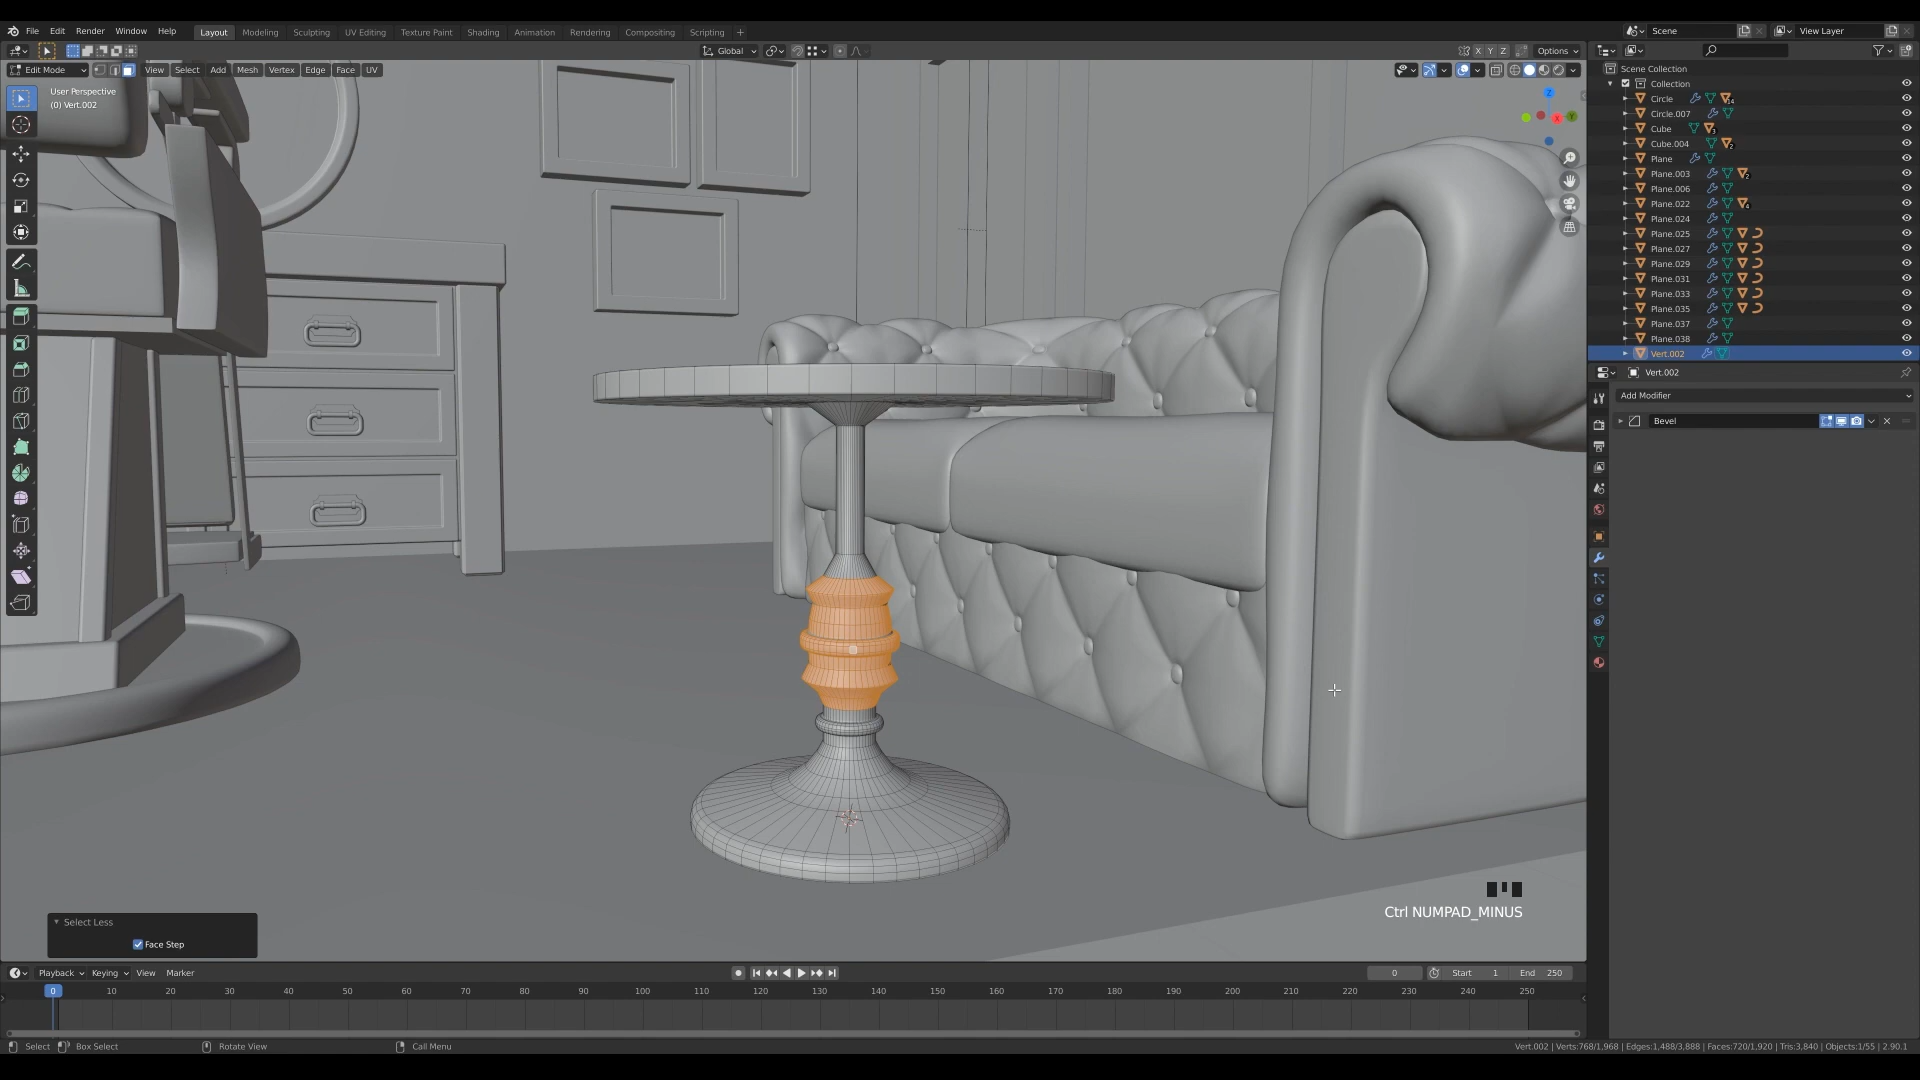 File Edit Render Window Help Layout Modeling Sculpting UV Editing Texture Paint Shading Animation Rendering Compositing Scripting + Scene View Layer
Global Options X Y Z
Edit Mode View Select Add Mesh Vertex Edge Face UV
User Perspective
(0) Vert.002
Scene Collection
Collection
Circle 14
Circle.007
Cube 3
Cube.004 2
Plane
Plane.003 2
Plane.006
Plane.022 4
Plane.024
Plane.025
Plane.027
Plane.029
Plane.031
Plane.033
Plane.035
Plane.037
Plane.038
Vert.002
Vert.002
Add Modifier
Bevel
Z
X Y
Ctrl NUMPAD_MINUS
Select Less
Face Step
Playback Keying View Marker 0 Start 1 End 250
0 10 20 30 40 50 60 70 80 90 100 110 120 130 140 150 160 170 180 190 200 210 220 230 240 250
Select Box Select Rotate View Call Menu Vert.002 | Verts:768/1,968 | Edges:1,488/3,888 | Faces:720/1,920 | Tris:3,840 | Objects:1/55 | 2.90.1